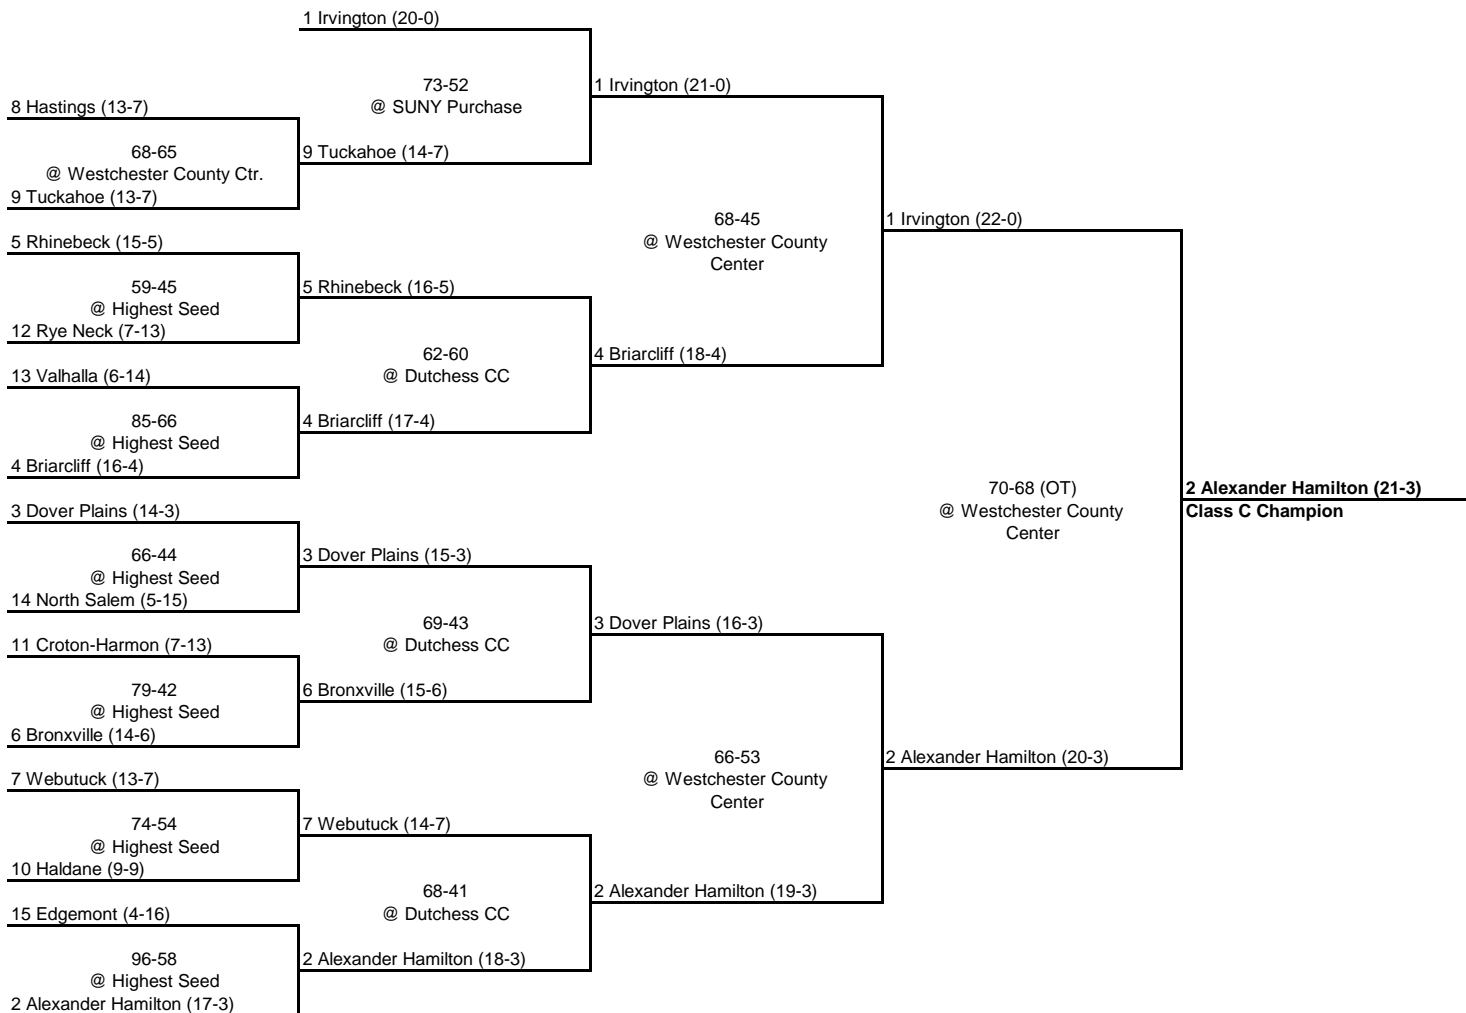 1 Irvington (20-0)
73-52
@ SUNY Purchase
1 Irvington (21-0)
8 Hastings (13-7)
68-65
@ Westchester County Ctr.
9 Tuckahoe (13-7)
9 Tuckahoe (14-7)
68-45
@ Westchester County
Center
1 Irvington (22-0)
5 Rhinebeck (15-5)
59-45
@ Highest Seed
12 Rye Neck (7-13)
5 Rhinebeck (16-5)
62-60
@ Dutchess CC
4 Briarcliff (18-4)
13 Valhalla (6-14)
85-66
@ Highest Seed
4 Briarcliff (16-4)
4 Briarcliff (17-4)
70-68 (OT)
@ Westchester County
Center
2 Alexander Hamilton (21-3)
Class C Champion
3 Dover Plains (14-3)
66-44
@ Highest Seed
14 North Salem (5-15)
3 Dover Plains (15-3)
69-43
@ Dutchess CC
3 Dover Plains (16-3)
11 Croton-Harmon (7-13)
79-42
@ Highest Seed
6 Bronxville (14-6)
6 Bronxville (15-6)
66-53
@ Westchester County
Center
2 Alexander Hamilton (20-3)
7 Webutuck (13-7)
74-54
@ Highest Seed
10 Haldane (9-9)
7 Webutuck (14-7)
68-41
@ Dutchess CC
2 Alexander Hamilton (19-3)
15 Edgemont (4-16)
96-58
@ Highest Seed
2 Alexander Hamilton (17-3)
2 Alexander Hamilton (18-3)